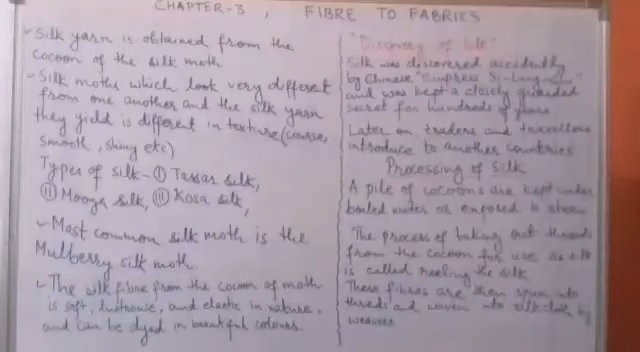 CHAPTER-3, FIBRE TO FABRICS
Silk yarn is obtained from the
cocoon of the silk moth
Silk moths which look very different
from one another and the silk yarn
they yield is different in texture (course,
smooth, shiny etc)
Types of silk - ① Tassar silk,
② Mooga silk, ③ Kosa silk,
Most common silk moth is the
Mulberry silk moth.
The silk fibre from the cocoon of moth
is soft, lustrous, and elastic in nature,
and can be dyed in beautiful colours.
"Discovery of Silk"
Silk was discovered accidently
by Chinese "Empress Si-Lung
and was kept a closely guarded
secret for hundreds of years
Later on traders and travellers
introduce to another countries
Processing of Silk
A pile of cocoons are kept under
boiled water or exposed to steam
The process of taking out threads
from the cocoon for use as silk
is called reeling the silk
These fibres are then spun into
threds and woven into silk cloth by
weavers